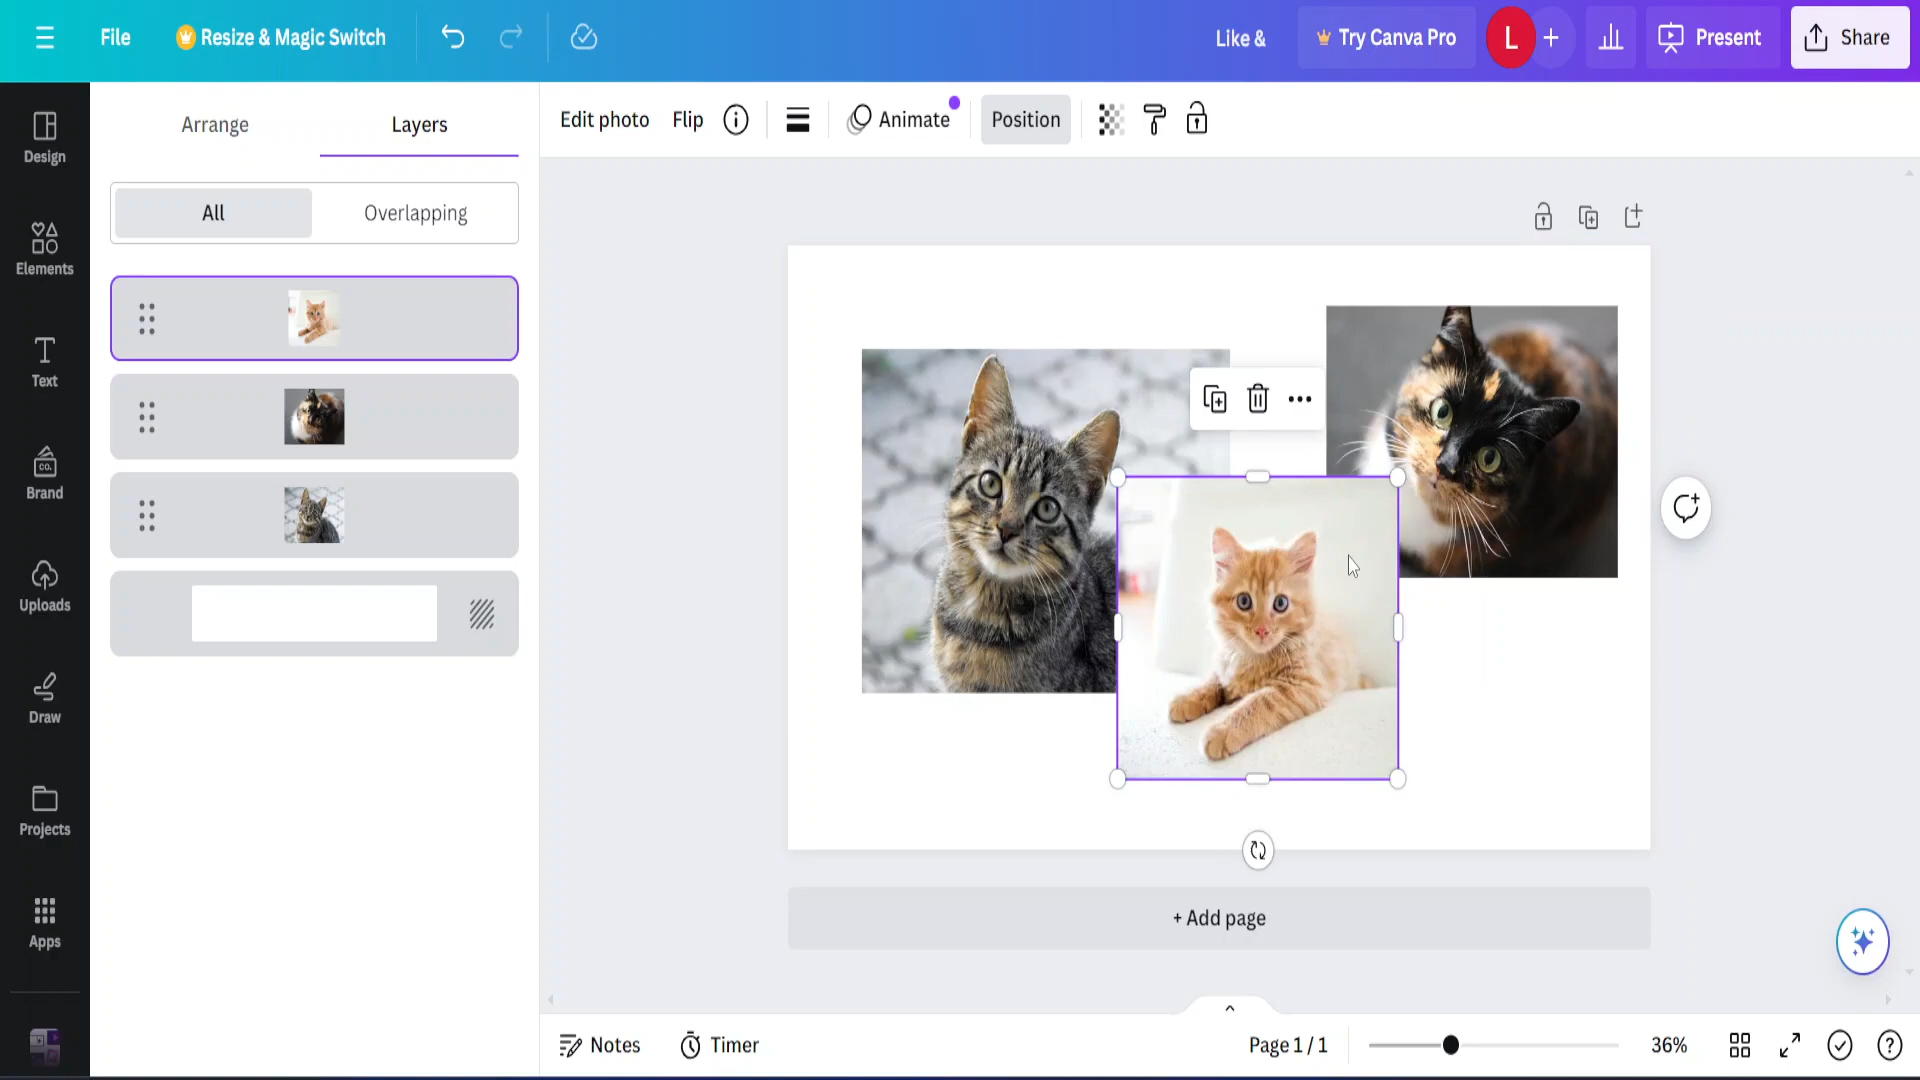 File
Resize & Magic Switch
Like &
Try Canva Pro
L
Present
Share
Design
Elements
Text
CO.
Brand
Uploads
Draw
Projects
Apps
Arrange
Layers
All
Overlapping
Edit photo
Flip
Animate
Position
+ Add page
Notes
Timer
Page 1 / 1
36%